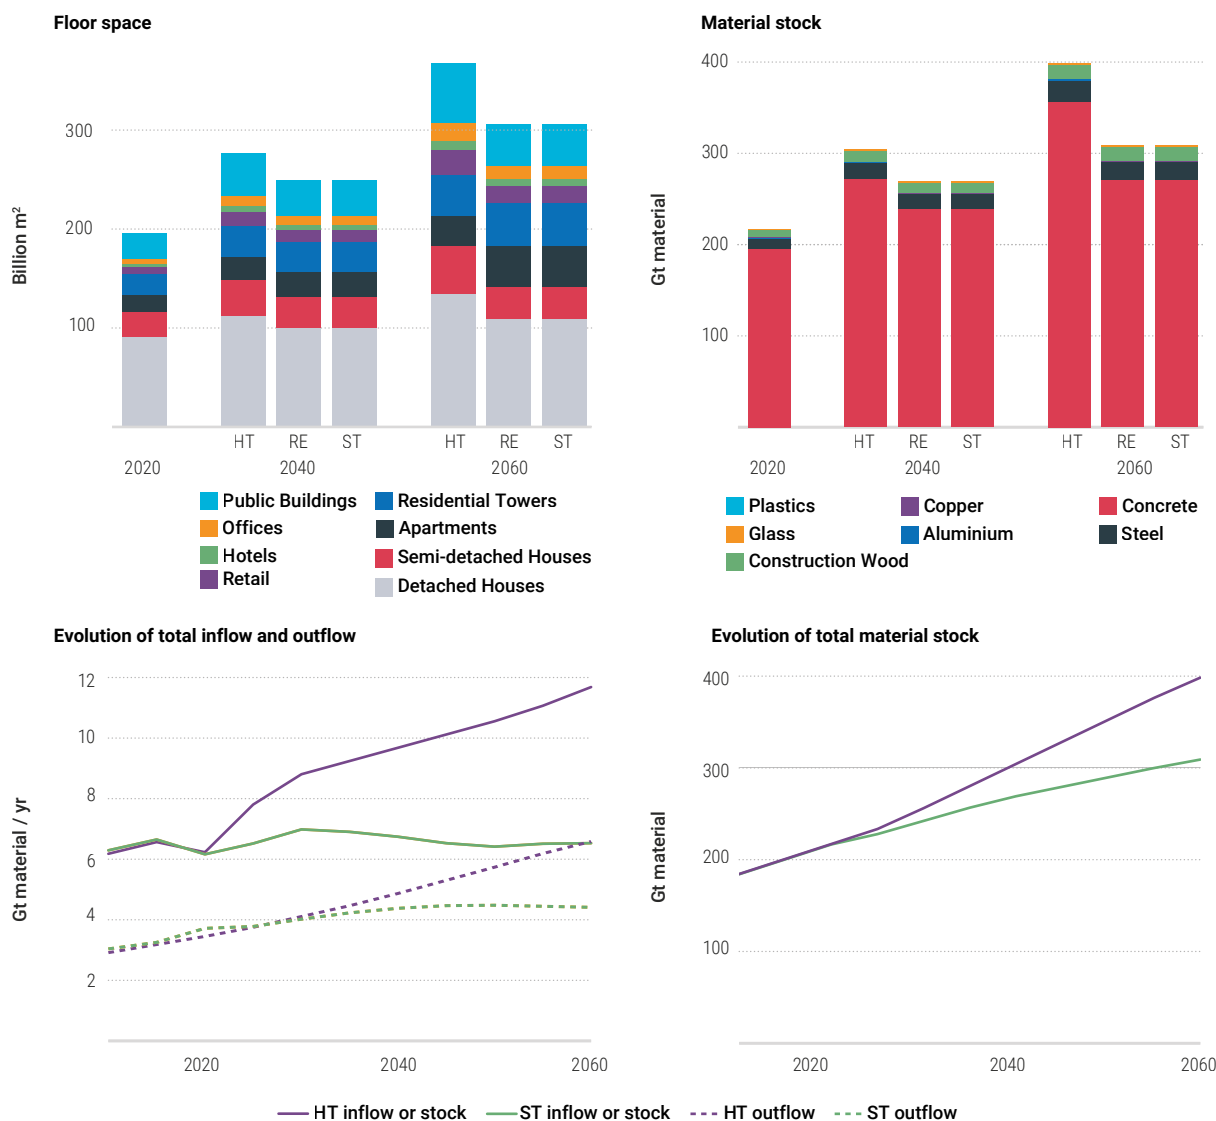 Floor space
300
200
100
Billion m²
HT RE ST HT RE ST
2020 2040 2060
Public Buildings
Offices
Hotels
Retail
Residential Towers
Apartments
Semi-detached Houses
Detached Houses
Material stock
400
300
200
100
Gt material
HT RE ST HT RE ST
2020 2040 2060
Plastics
Glass
Construction Wood
Copper
Aluminium
Concrete
Steel
Evolution of total inflow and outflow
12
10
8
6
4
2
Gt material / yr
2020 2040 2060
Evolution of total material stock
400
300
200
100
Gt material
2020 2040 2060
HT inflow or stock ST inflow or stock HT outflow ST outflow